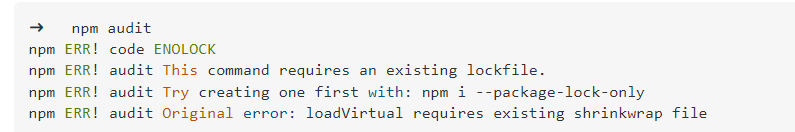 ➜   npm audit
npm ERR! code ENOLOCK
npm ERR! audit This command requires an existing lockfile.
npm ERR! audit Try creating one first with: npm i --package-lock-only
npm ERR! audit Original error: loadVirtual requires existing shrinkwrap file